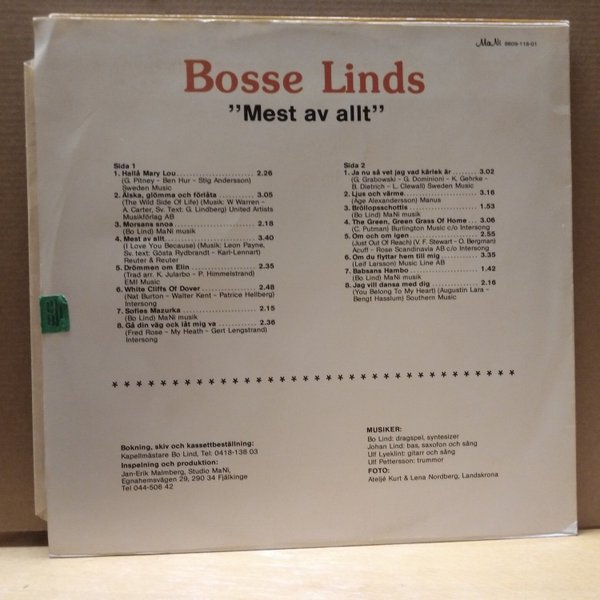 MaNi 8609-118-01
Bosse Linds
"Mest av allt"
Sida 1
1. Hallå Mary Lou........................ 2.26
(G. Pitney - Ben Hur - Stig Andersson)
Sweden Music
2. Älska, glömma och förlåta .......... 3.05
(The Wild Side Of Life) (Musik: W Warren -
A. Carter, Sv. Text: G. Lindberg) United Artists
Musikförlag AB
3. Morsans snoa ........................ 2.18
(Bo Lind) MaNi musik
4. Mest av allt ........................ 3.40
(I Love You Because) (Musik: Leon Payne,
Sv. text: Gösta Rydbrandt - Karl-Lennart)
Reuter & Reuter
5. Drömmen om Elin .................... 2.35
(Trad arr. K. Jularbo - P. Himmelstrand)
EMI Music
6. White Cliffs Of Dover ................ 2.48
(Nat Burton - Walter Kent - Patrice Hellberg)
Intersong
7. Sofies Mazurka ...................... 2.15
(Bo Lind) MaNi musik
8. Gå din väg och låt mig va ............ 2.36
(Fred Rose - My Heath - Gert Lengstrand)
Intersong
Sida 2
1. Ja nu så vet jag vad kärlek är ........ 3.02
(G. Grabowski - G. Dominioni - K. Gehrke -
B. Dietrich - L. Clewall) Sweden Music
2. Ljus och värme ...................... 3.16
(Åge Alexandersson) Manus
3. Bröllopsschottis ...................... 1.53
(Bo Lind) MaNi musik
4. The Green, Green Grass Of Home .... 3.06
(C. Putman) Burlington Music c/o Intersong
5. Om och om igen ...................... 2.55
(Just Out Of Reach) (V. F. Stewart - O. Bergman)
Acuf! - Rose Scandinavia AB c/o Intersong
6. Om du flyttar hem till mig ............ 3.35
(Leif Larsson) Music Line AB
7. Babsans Hambo ...................... 1.42
(Bo Lind) MaNi musik
8. Jag vill dansa med dig ................ 2.16
(You Belong To My Heart) (Augustin Lara -
Bengt Hasslum) Southern Music
Bokning, skiv och kassettbeställning:
Kapellmästare Bo Lind, Tel: 0418-138 03
Inspelning och produktion:
Jan-Erik Malmberg, Studio MaNi,
Egnahemsvägen 29, 290 34 Fjälkinge
Tel 044-506 42
MUSIKER:
Bo Lind: dragspel, syntesizer
Johan Lind: bas, saxofon och sång
Ulf Lyeklint: gitarr och sång
Ulf Pettersson: trummor
FOTO:
Ateljé Kurt & Lena Nordberg, Landskrona